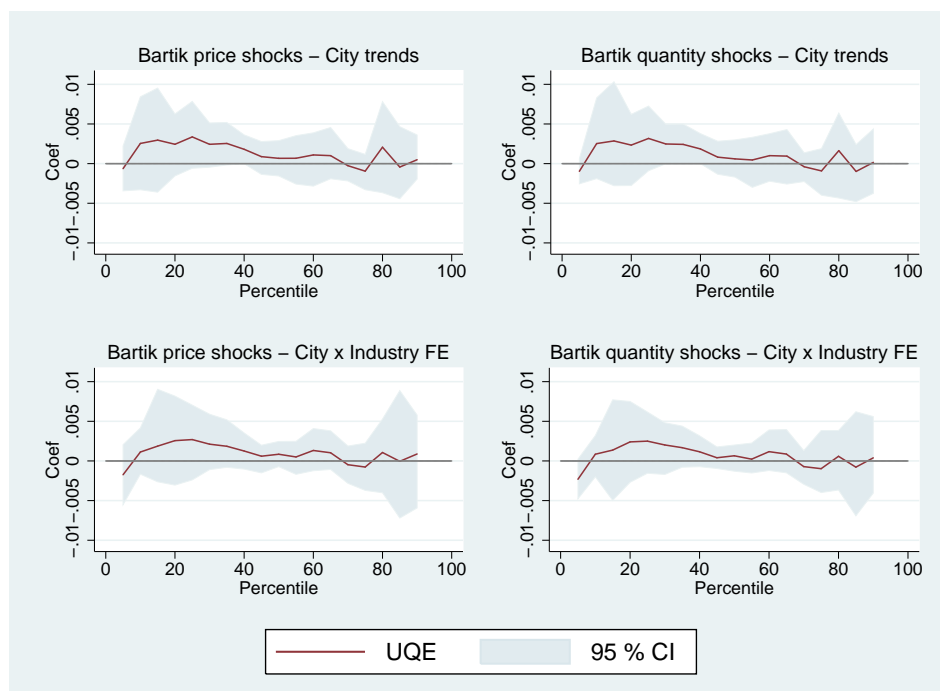 Bartik price shocks – City trends
Coef
-.01-.005 0 .005 .01
0 20 40 60 80 100
Percentile
Bartik quantity shocks – City trends
Coef
-.01-.005 0 .005 .01
0 20 40 60 80 100
Percentile
Bartik price shocks – City x Industry FE
Coef
-.01-.005 0 .005 .01
0 20 40 60 80 100
Percentile
Bartik quantity shocks – City x Industry FE
Coef
-.01-.005 0 .005 .01
0 20 40 60 80 100
Percentile
UQE 95 % CI